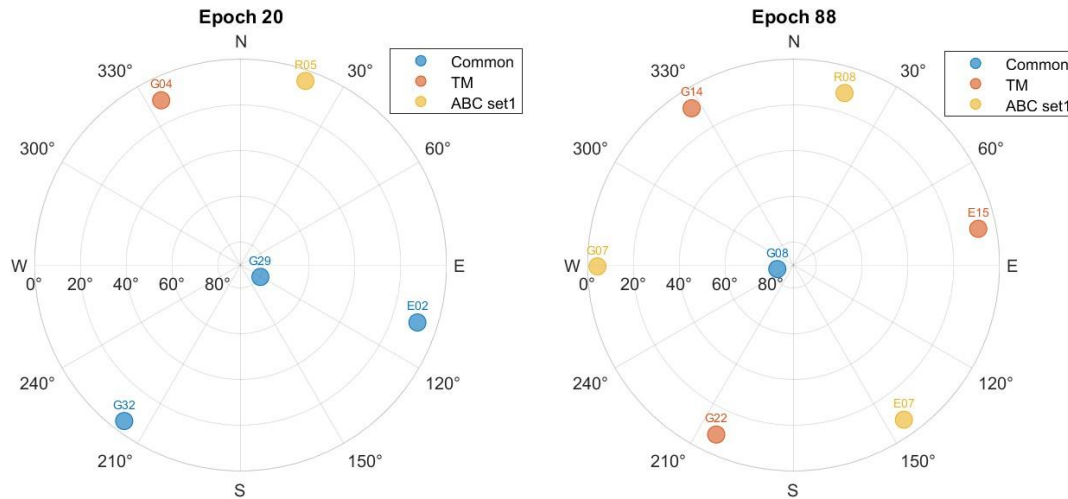 Epoch 20
N
330°
30°
300°
60°
W
E
0° 20° 40° 60° 80°
240°
120°
210°
150°
S
G04
R05
G29
E02
G32
Common
TM
ABC set1
Epoch 88
N
330°
30°
300°
60°
W
E
0° 20° 40° 60° 80°
240°
120°
210°
150°
S
G14
R08
E15
G07
G08
E07
G22
Common
TM
ABC set1